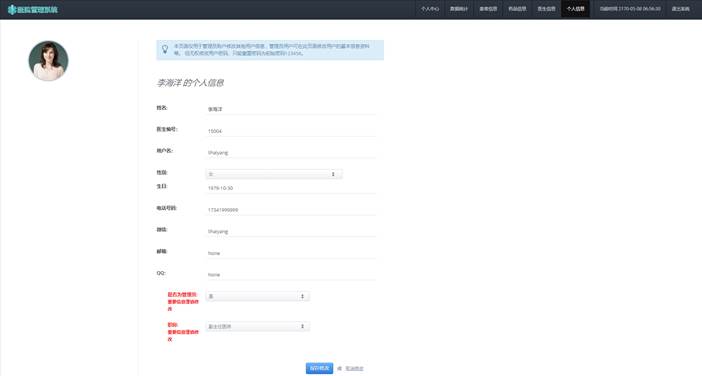 医院管理系统
个人中心
数据统计
患者信息
药品信息
医生信息
个人信息
当前时间 2170-05-08 06:56:33
退出系统
本页面仅用于管理员账户修改其他用户信息，管理员用户可在此页面修改用户的基本信息资料
等。但无权修改用户密码，只能重置密码为初始密码123456。
李海洋 的个人信息
姓名: 张海洋
医生编号: 15004
用户名: lihaiyang
性别: 女
生日: 1979-10-30
电话号码: 17341999999
微信: lihaiyang
邮箱: None
QQ: None
是否为管理员: 是
重要信息谨慎修
改
职称: 副主任医师
重要信息谨慎修
改
保存修改 或 取消修改